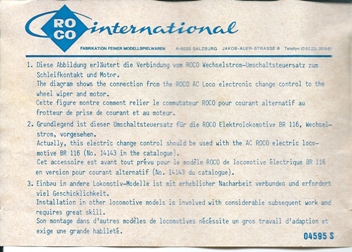 ROCO international
FABRIKATION FEINER MODELLSPIELWAREN A-5033 SALZBURG JAKOB-AUER-STRASSE 8 Telefon
1. Diese Abbildung erläutert die Verbindung vom ROCO Wechselstrom-Umschaltsteuersatz zum
Schleifkontakt und Motor.
The diagram shows the connection from the ROCO AC Loco electronic change control to the
wheel wiper and motor.
Cette figure montre comment relier le commutateur ROCO pour courant alternatif au
frotteur de prise de courant et au moteur.
2. Grundlegend ist dieser Umschaltsteuersatz für die ROCO Elektrolokomotive BR 116, Wechsel-
strom, vorgesehen.
Actually, this electric change control should be used with the AC ROCO electric loco-
motive BR 116 (No. 14143 in the catalogue).
Cet accessoire est avant tout prévu pour le modèle ROCO de locomotive Electrique BR 116
en version pour courant alternatif (No. 14143 du catalogue).
3. Einbau in andere Lokomotiv-Modelle ist mit erheblicher Nacharbeit verbunden und erfordert
viel Geschicklichkeit.
Installation in other locomotive models is involved with considerable subsequent work and
requires great skill.
Son montage dans d'autres modèles de locomotives nécessite un gros travail d'adaption et
exige une grande habileté.
04595 S